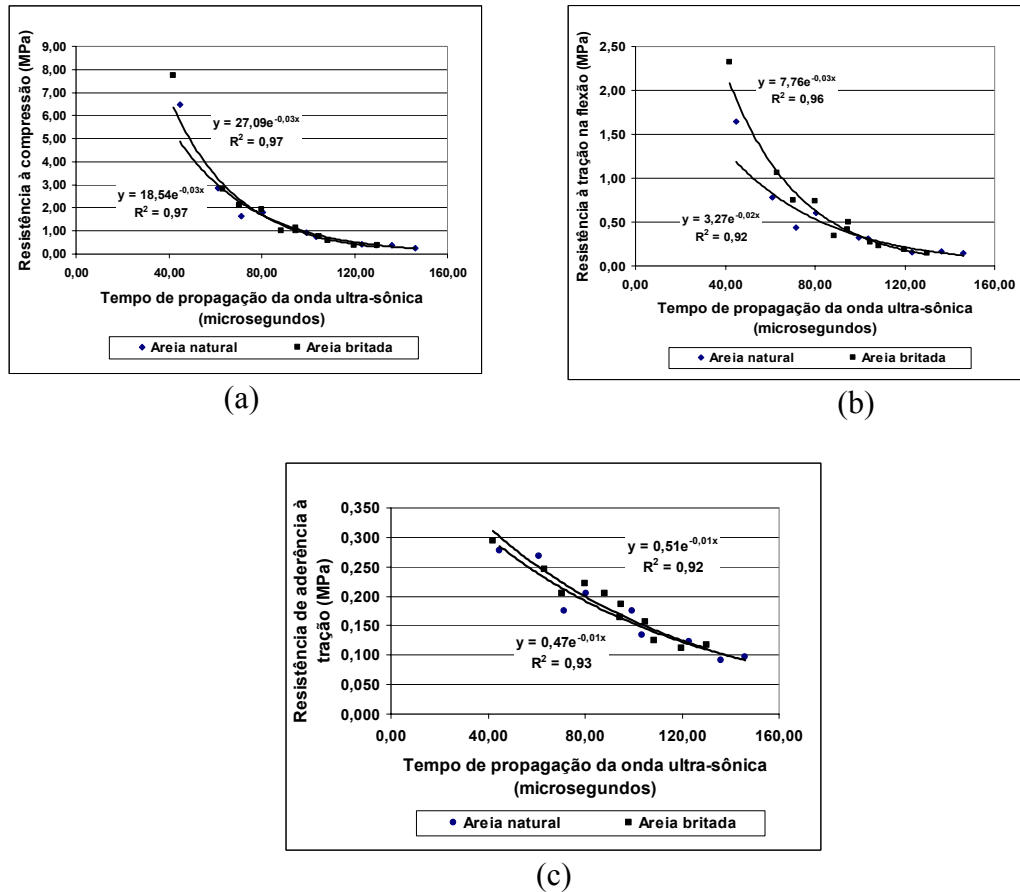 Resistência à compressão (MPa)
9,00
8,00
7,00
6,00
5,00
4,00
3,00
2,00
1,00
0,00
y = 27,09e-0,03x
R2 = 0,97
y = 18,54e-0,03x
R2 = 0,97
0,00 40,00 80,00 120,00 160,00
Tempo de propagação da onda ultra-sônica
(microsegundos)
Areia natural Areia britada
(a)
Resistência à tração na flexão (MPa)
2,50
2,00
1,50
1,00
0,50
0,00
y = 7,76e-0,03x
R2 = 0,96
y = 3,27e-0,02x
R2 = 0,92
0,00 40,00 80,00 120,00 160,00
Tempo de propagação da onda ultra-sônica
(microsegundos)
Areia natural Areia britada
(b)
Resistência de aderência à
tração (MPa)
0,350
0,300
0,250
0,200
0,150
0,100
0,050
0,000
y = 0,51e-0,01x
R2 = 0,92
y = 0,47e-0,01x
R2 = 0,93
0,00 40,00 80,00 120,00 160,00
Tempo de propagação da onda ultra-sônica
(microsegundos)
Areia natural Areia britada
(c)